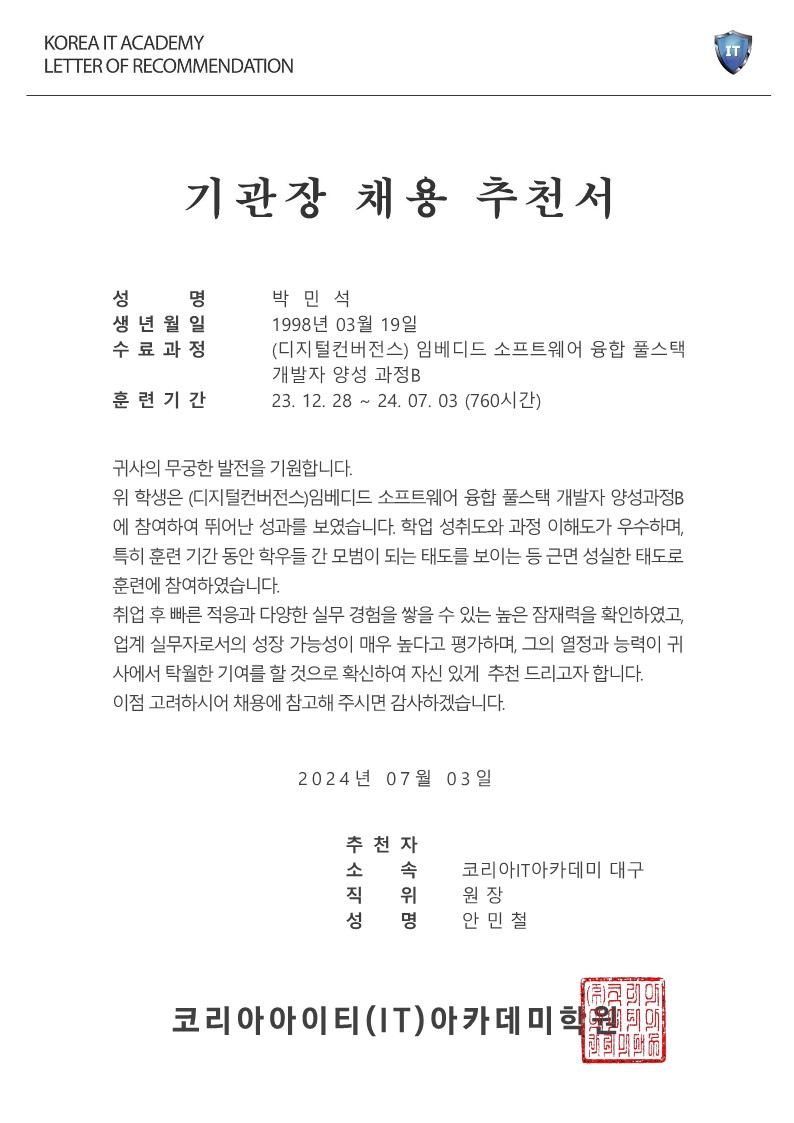 KOREA IT ACADEMY
LETTER OF RECOMMENDATION
IT
기관장 채용 추천서
성 명 박 민 석
생 년 월 일 1998년 03월 19일
수 료 과 정 (디지털컨버전스) 임베디드 소프트웨어 융합 풀스택
개발자 양성 과정B
훈 련 기 간 23. 12. 28 ~ 24. 07. 03 (760시간)
귀사의 무궁한 발전을 기원합니다.
위 학생은 (디지털컨버전스)임베디드 소프트웨어 융합 풀스택 개발자 양성과정B
에 참여하여 뛰어난 성과를 보였습니다. 학업 성취도와 과정 이해도가 우수하며,
특히 훈련 기간 동안 학우들 간 모범이 되는 태도를 보이는 등 근면 성실한 태도로
훈련에 참여하였습니다.
취업 후 빠른 적응과 다양한 실무 경험을 쌓을 수 있는 높은 잠재력을 확인하였고,
업계 실무자로서의 성장 가능성이 매우 높다고 평가하며, 그의 열정과 능력이 귀
사에서 탁월한 기여를 할 것으로 확신하여 자신 있게 추천 드리고자 합니다.
이점 고려하시어 채용에 참고해 주시면 감사하겠습니다.
2024년 07월 03일
추 천 자
소 속 코리아IT아카데미 대구
직 위 원 장
성 명 안 민 철
코리아아이티(IT)아카데미학원